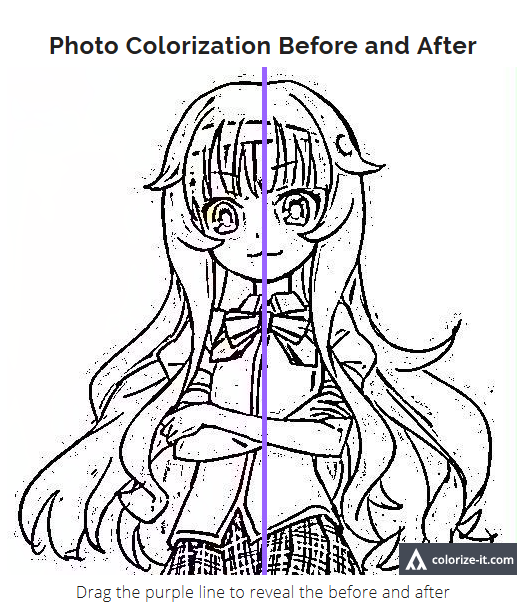 Photo Colorization Before and After
colorize-it.com
Drag the purple line to reveal the before and after